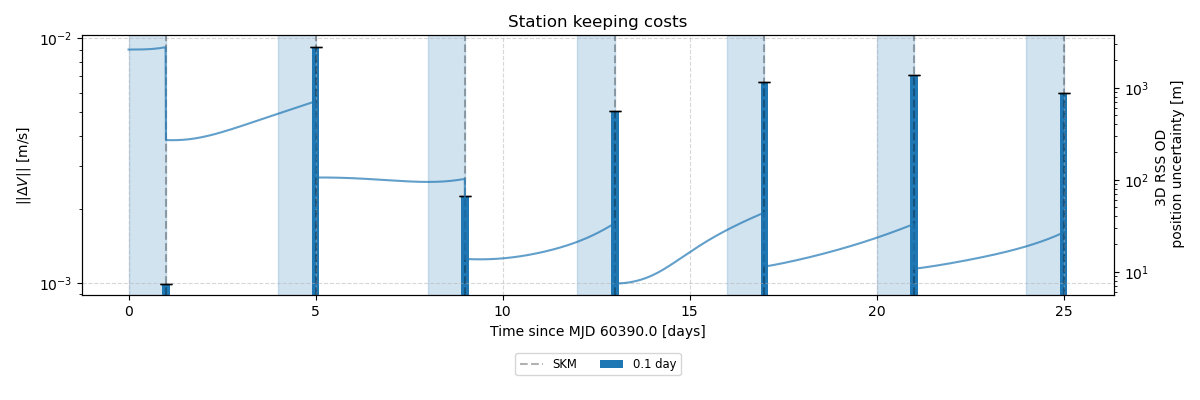 Station keeping costs
10⁻²
10⁻³
||ΔV|| [m/s]
10³
10²
10¹
3D RSS OD
position uncertainty [m]
0 5 10 15 20 25
Time since MJD 60390.0 [days]
SKM 0.1 day